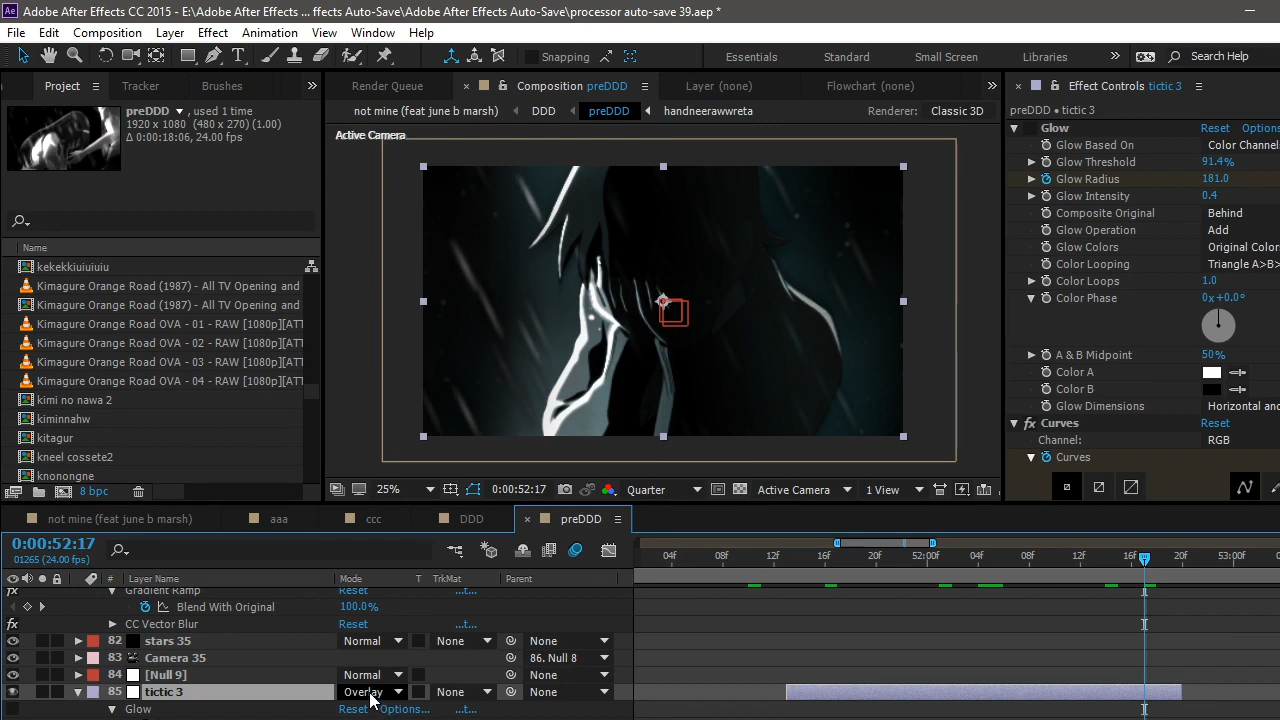 Adobe After Effects CC 2015 - E:\Adobe After Effects ... ffects Auto-Save\Adobe After Effects Auto-Save\processor auto-save 39.aep *
File Edit Composition Layer Effect Animation View Window Help
Snapping Essentials Standard Small Screen Libraries Search Help
Project Tracker Brushes
preDDD ▼ , used 1 time
1920 x 1080 (480 x 270) (1.00)
Δ 0:00:18:06, 24.00 fps
Name
kekekkiuiuiuiu
Kimagure Orange Road (1987) - All TV Opening and
Kimagure Orange Road (1987) - All TV Opening and
Kimagure Orange Road OVA - 01 - RAW [1080p][ATT
Kimagure Orange Road OVA - 02 - RAW [1080p][ATT
Kimagure Orange Road OVA - 03 - RAW [1080p][ATT
Kimagure Orange Road OVA - 04 - RAW [1080p][ATT
kimi no nawa 2
kiminnahw
kitagur
kneel cossete2
knonongne
8 bpc
Render Queue Composition preDDD Layer (none) Flowchart (none)
not mine (feat june b marsh) DDD preDDD handneerawwreta Renderer: Classic 3D
Active Camera
25% 0:00:52:17 Quarter Active Camera 1 View
Effect Controls tictic 3
preDDD • tictic 3
Glow Reset Options
Glow Based On Color Channel
Glow Threshold 91.4%
Glow Radius 181.0
Glow Intensity 0.4
Composite Original Behind
Glow Operation Add
Glow Colors Original Color
Color Looping Triangle A>B>
Color Loops 1.0
Color Phase 0x+0.0°
A & B Midpoint 50%
Color A
Color B
Glow Dimensions Horizontal and
fx Curves Reset
Channel: RGB
Curves
not mine (feat june b marsh) aaa ccc DDD preDDD
0:00:52:17
01265 (24.00 fps)
04f 08f 12f 16f 20f 52:00f 04f 08f 12f 16f 20f 53:00f
# Layer Name Mode T TrkMat Parent
Gradient Ramp Reset ...t...
Blend With Original 100.0%
fx CC Vector Blur Reset ...t...
82 stars 35 Normal None None
83 Camera 35 86. Null 8
84 [Null 9] Normal None
85 tictic 3 Overlay None None
Glow Reset Options... ...t...